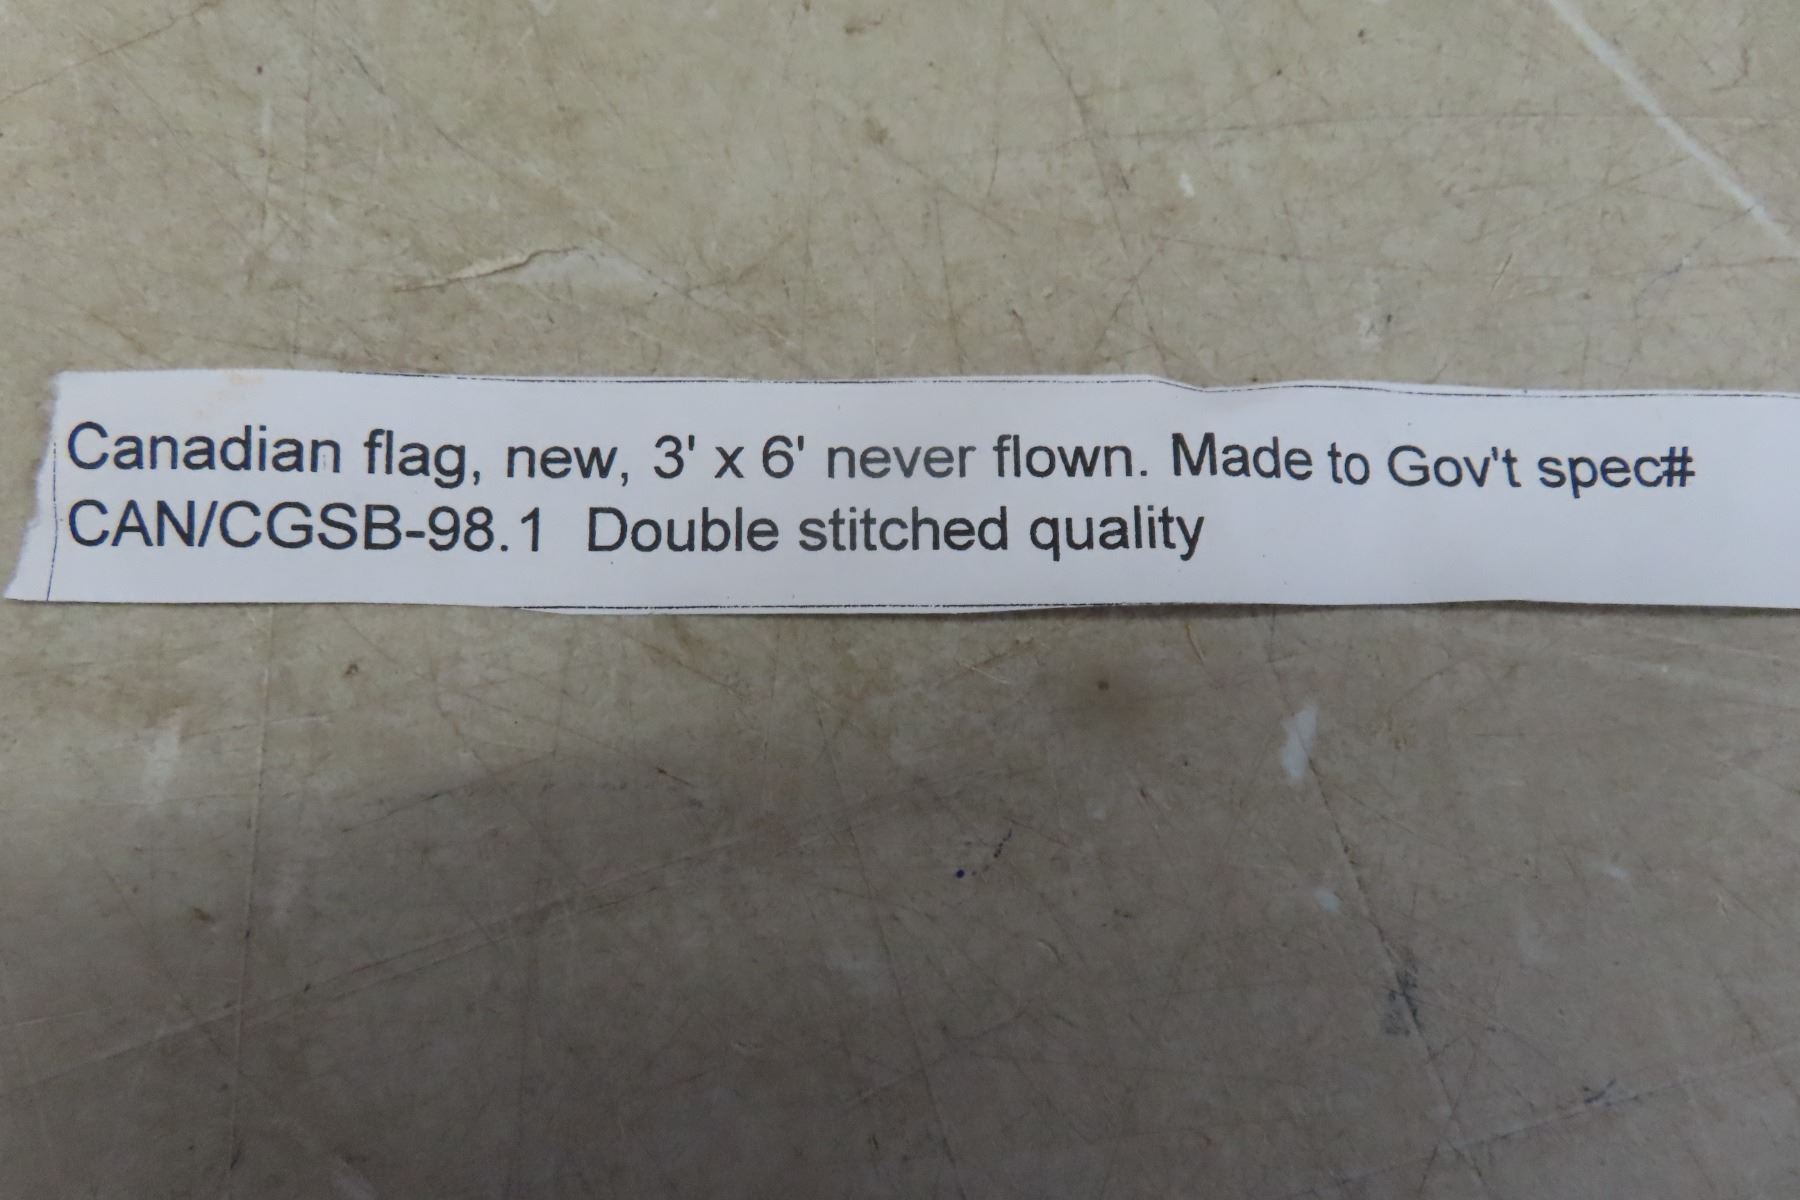 Canadian flag, new, 3' x 6' never flown. Made to Gov't spec#
CAN/CGSB-98.1  Double stitched quality